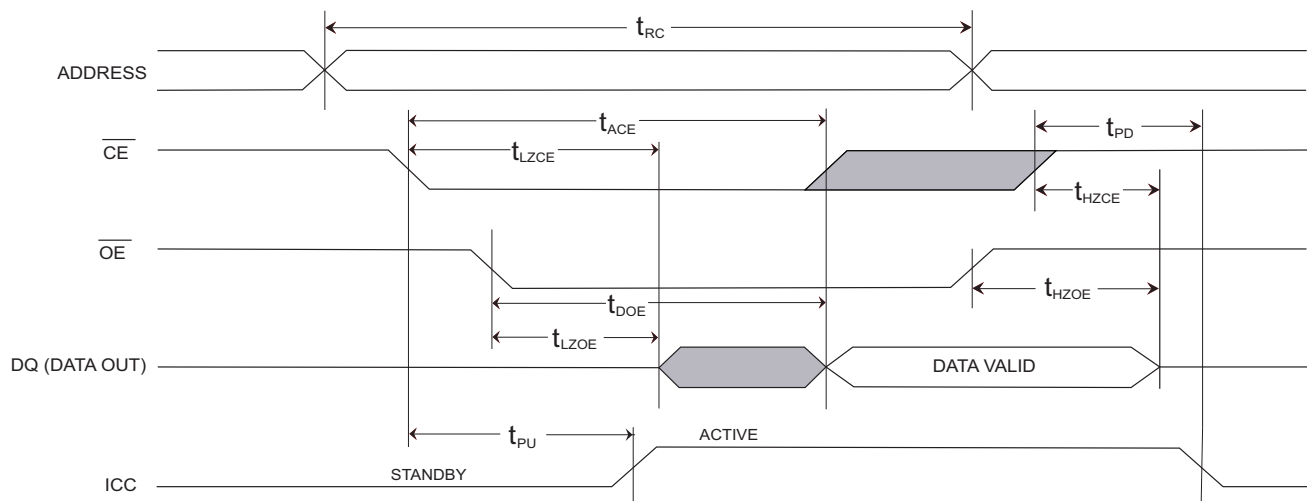 tRC
ADDRESS
tACE
tPD
CE
tLZCE
tHZCE
OE
tHZOE
tDOE
tLZOE
DQ (DATA OUT)
DATA VALID
tPU
ACTIVE
STANDBY
ICC